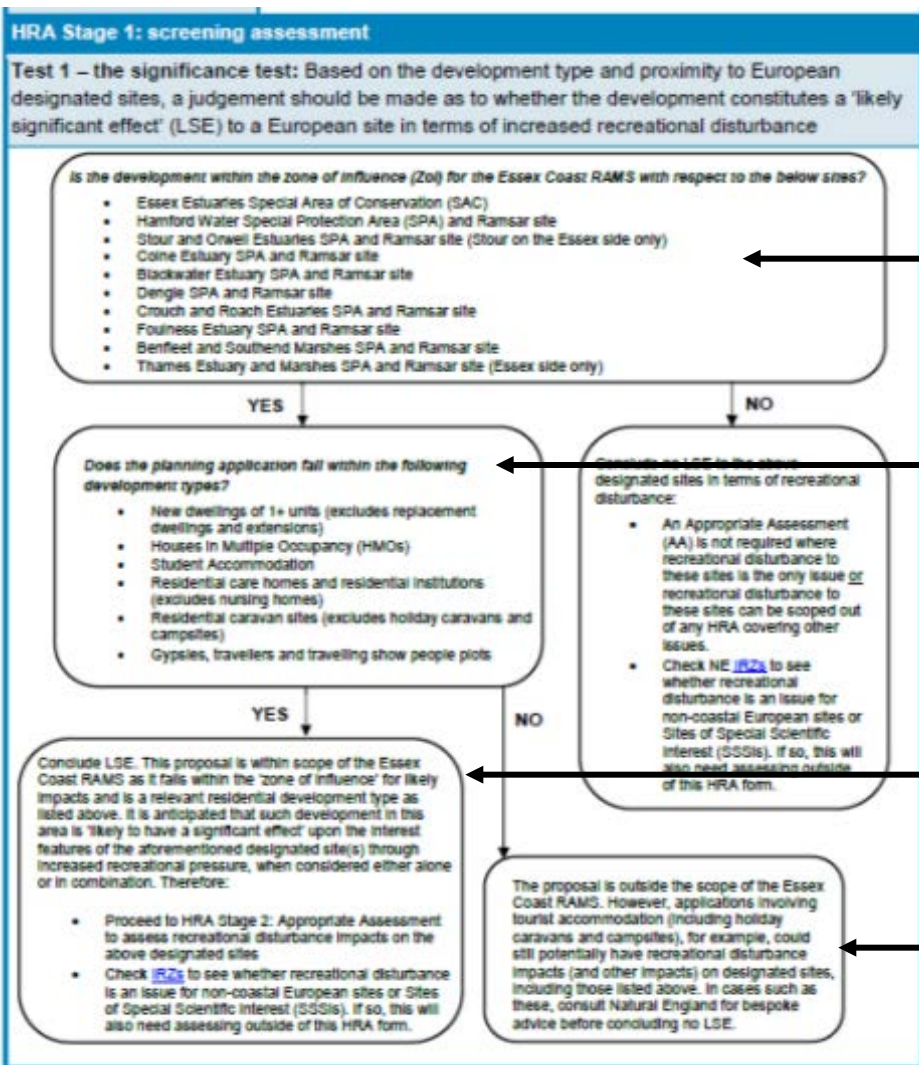 HRA Stage 1: screening assessment
Test 1 – the significance test: Based on the development type and proximity to European
designated sites, a judgement should be made as to whether the development constitutes a 'likely
significant effect' (LSE) to a European site in terms of increased recreational disturbance
Is the development within the zone of influence (ZoI) for the Essex Coast RAMS with respect to the below sites?
• Essex Estuaries Special Area of Conservation (SAC)
• Hamford Water Special Protection Area (SPA) and Ramsar site
• Stour and Orwell Estuaries SPA and Ramsar site (Stour on the Essex side only)
• Colne Estuary SPA and Ramsar site
• Blackwater Estuary SPA and Ramsar site
• Dengie SPA and Ramsar site
• Crouch and Roach Estuaries SPA and Ramsar site
• Foulness Estuary SPA and Ramsar site
• Benfleet and Southend Marshes SPA and Ramsar site
• Thames Estuary and Marshes SPA and Ramsar site (Essex side only)
YES
NO
Does the planning application fall within the following
development types?
• New dwellings of 1+ units (excludes replacement
dwellings and extensions)
• Houses in Multiple Occupancy (HMOs)
• Student Accommodation
• Residential care homes and residential institutions
(excludes nursing homes)
• Residential caravan sites (excludes holiday caravans and
campsites)
• Gypsies, travellers and travelling show people plots
Conclude no LSE to the above
designated sites in terms of recreational
disturbance:
• An Appropriate Assessment
(AA) is not required where
recreational disturbance to
these sites is the only issue or
recreational disturbance to
these sites can be scoped out
of any HRA covering other
issues.
• Check NE IRZs to see
whether recreational
disturbance is an issue for
non-coastal European sites or
Sites of Special Scientific
Interest (SSSIs). If so, this will
also need assessing outside
of this HRA form.
YES
NO
Conclude LSE. This proposal is within scope of the Essex
Coast RAMS as it falls within the 'zone of influence' for likely
impacts and is a relevant residential development type as
listed above. It is anticipated that such development in this
area is 'likely to have a significant effect' upon the interest
features of the aforementioned designated site(s) through
increased recreational pressure, when considered either alone
or in combination. Therefore:
• Proceed to HRA Stage 2: Appropriate Assessment
to assess recreational disturbance impacts on the
above designated sites
• Check IRZs to see whether recreational disturbance
is an issue for non-coastal European sites or Sites
of Special Scientific Interest (SSSIs). If so, this will
also need assessing outside of this HRA form.
The proposal is outside the scope of the Essex
Coast RAMS. However, applications involving
tourist accommodation (including holiday
caravans and campsites), for example, could
still potentially have recreational disturbance
impacts (and other impacts) on designated sites,
including those listed above. In cases such as
these, consult Natural England for bespoke
advice before concluding no LSE.